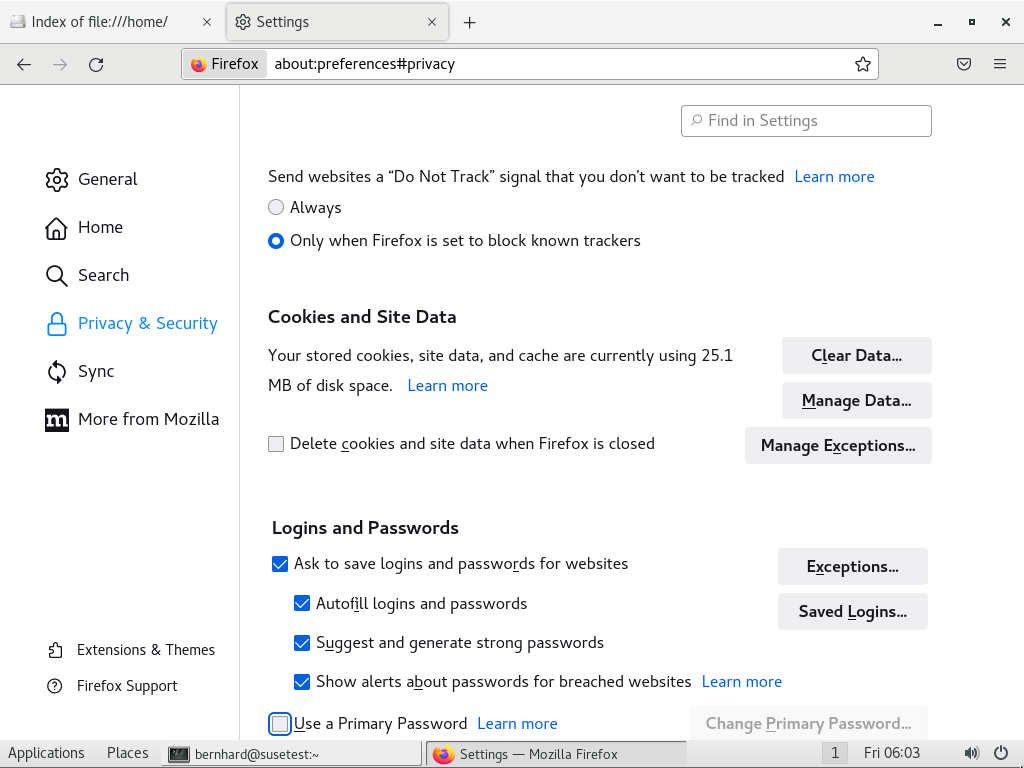 Index of file:///home/
Settings
Firefox
about:preferences#privacy
Find in Settings
General
Home
Search
Privacy & Security
Sync
More from Mozilla
Extensions & Themes
Firefox Support
Send websites a “Do Not Track” signal that you don’t want to be tracked Learn more
Always
Only when Firefox is set to block known trackers
Cookies and Site Data
Your stored cookies, site data, and cache are currently using 25.1
MB of disk space. Learn more
Clear Data...
Manage Data...
Delete cookies and site data when Firefox is closed
Manage Exceptions...
Logins and Passwords
Ask to save logins and passwords for websites
Exceptions...
Autofill logins and passwords
Saved Logins...
Suggest and generate strong passwords
Show alerts about passwords for breached websites Learn more
Use a Primary Password Learn more
Change Primary Password...
Applications Places bernhard@susetest:~ Settings — Mozilla Firefox 1 Fri 06:03